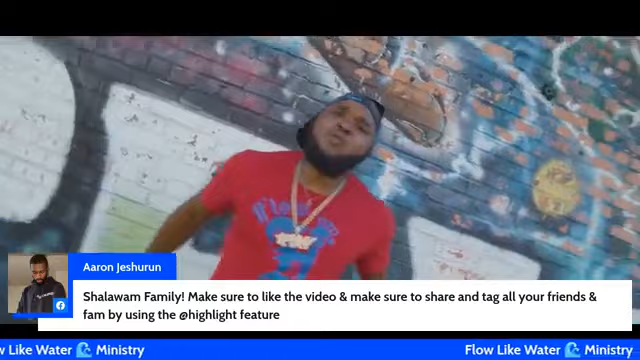 Aaron Jeshurun
Shalawam Family! Make sure to like the video & make sure to share and tag all your friends &
fam by using the @highlight feature
w Like Water 🌊 Ministry
Flow Like Water 🌊 Ministry